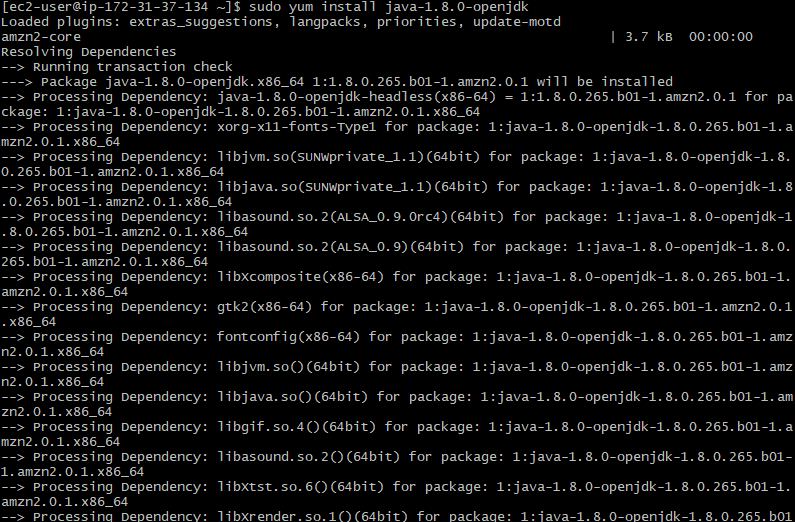 [ec2-user@ip-172-31-37-134 ~]$ sudo yum install java-1.8.0-openjdk
Loaded plugins: extras_suggestions, langpacks, priorities, update-motd
amzn2-core | 3.7 kB 00:00:00
Resolving Dependencies
--> Running transaction check
---> Package java-1.8.0-openjdk.x86_64 1:1.8.0.265.b01-1.amzn2.0.1 will be installed
--> Processing Dependency: java-1.8.0-openjdk-headless(x86-64) = 1:1.8.0.265.b01-1.amzn2.0.1 for pa
ckage: 1:java-1.8.0-openjdk-1.8.0.265.b01-1.amzn2.0.1.x86_64
--> Processing Dependency: xorg-x11-fonts-Type1 for package: 1:java-1.8.0-openjdk-1.8.0.265.b01-1.a
mzn2.0.1.x86_64
--> Processing Dependency: libjvm.so(SUNWprivate_1.1)(64bit) for package: 1:java-1.8.0-openjdk-1.8.
0.265.b01-1.amzn2.0.1.x86_64
--> Processing Dependency: libjava.so(SUNWprivate_1.1)(64bit) for package: 1:java-1.8.0-openjdk-1.8
.0.265.b01-1.amzn2.0.1.x86_64
--> Processing Dependency: libasound.so.2(ALSA_0.9.0rc4)(64bit) for package: 1:java-1.8.0-openjdk-1
.8.0.265.b01-1.amzn2.0.1.x86_64
--> Processing Dependency: libasound.so.2(ALSA_0.9)(64bit) for package: 1:java-1.8.0-openjdk-1.8.0.
265.b01-1.amzn2.0.1.x86_64
--> Processing Dependency: libXcomposite(x86-64) for package: 1:java-1.8.0-openjdk-1.8.0.265.b01-1.
amzn2.0.1.x86_64
--> Processing Dependency: gtk2(x86-64) for package: 1:java-1.8.0-openjdk-1.8.0.265.b01-1.amzn2.0.1
.x86_64
--> Processing Dependency: fontconfig(x86-64) for package: 1:java-1.8.0-openjdk-1.8.0.265.b01-1.amz
n2.0.1.x86_64
--> Processing Dependency: libjvm.so()(64bit) for package: 1:java-1.8.0-openjdk-1.8.0.265.b01-1.amz
n2.0.1.x86_64
--> Processing Dependency: libjava.so()(64bit) for package: 1:java-1.8.0-openjdk-1.8.0.265.b01-1.am
zn2.0.1.x86_64
--> Processing Dependency: libgif.so.4()(64bit) for package: 1:java-1.8.0-openjdk-1.8.0.265.b01-1.a
mzn2.0.1.x86_64
--> Processing Dependency: libasound.so.2()(64bit) for package: 1:java-1.8.0-openjdk-1.8.0.265.b01-
1.amzn2.0.1.x86_64
--> Processing Dependency: libXtst.so.6()(64bit) for package: 1:java-1.8.0-openjdk-1.8.0.265.b01-1.
amzn2.0.1.x86_64
--> Processing Dependency: libXrender.so.1()(64bit) for package: 1:java-1.8.0-openjdk-1.8.0.265.b01